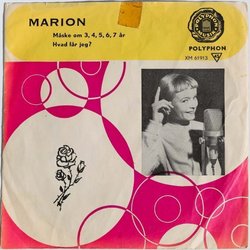 MARION
Måske om 3, 4, 5, 6, 7 år
Hvad får jeg?
POLYPHON
XM 61913